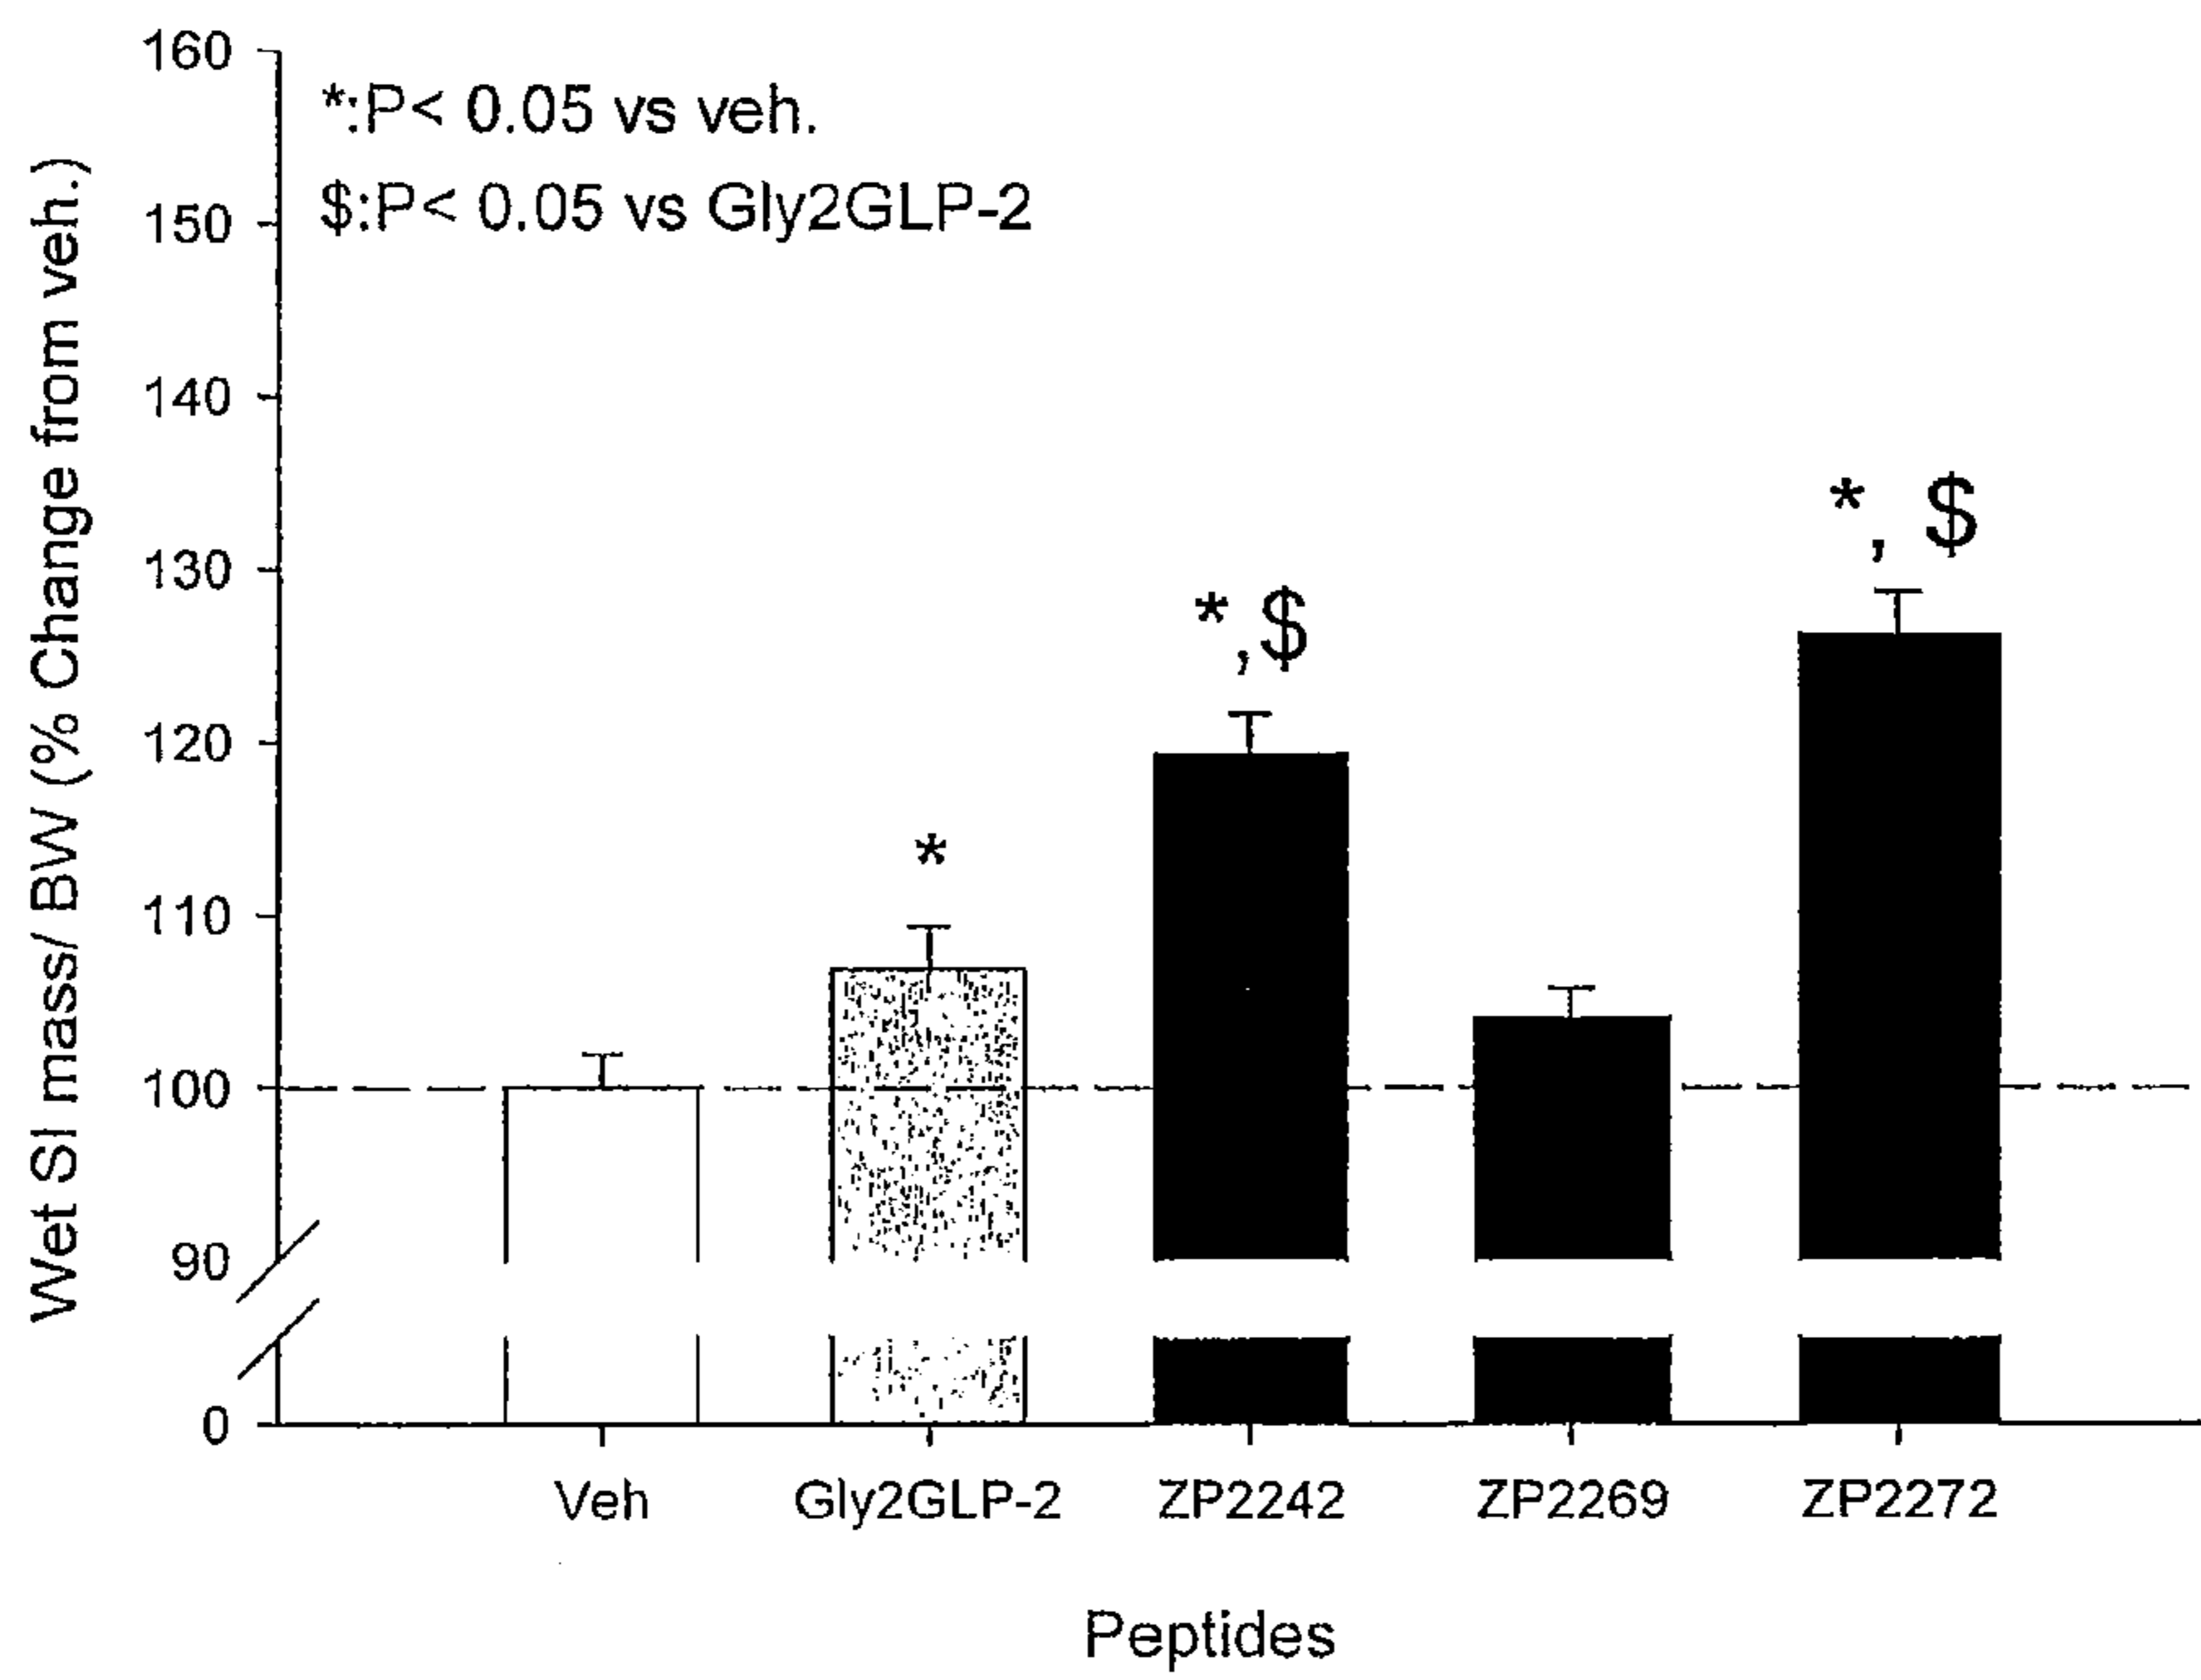 160
*:P< 0.05 vs veh.
$:P< 0.05 vs Gly2GLP-2
150
140
130
120
110
100
90
0
Wet SI mass/ BW (% Change from veh.)
*
*,$
*, $
Veh Gly2GLP-2 ZP2242 ZP2269 ZP2272
Peptides